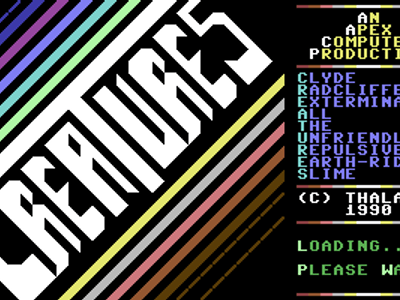 CREATURES
AN
APEX
COMPUTE
PRODUCTI
CLYDE
RADCLIFFE
EXTERMINA
ALL
THE
UNFRIENDL
REPULSIVE
EARTH-RID
SLIME
(C) THALA
1990
LOADING..
PLEASE WA